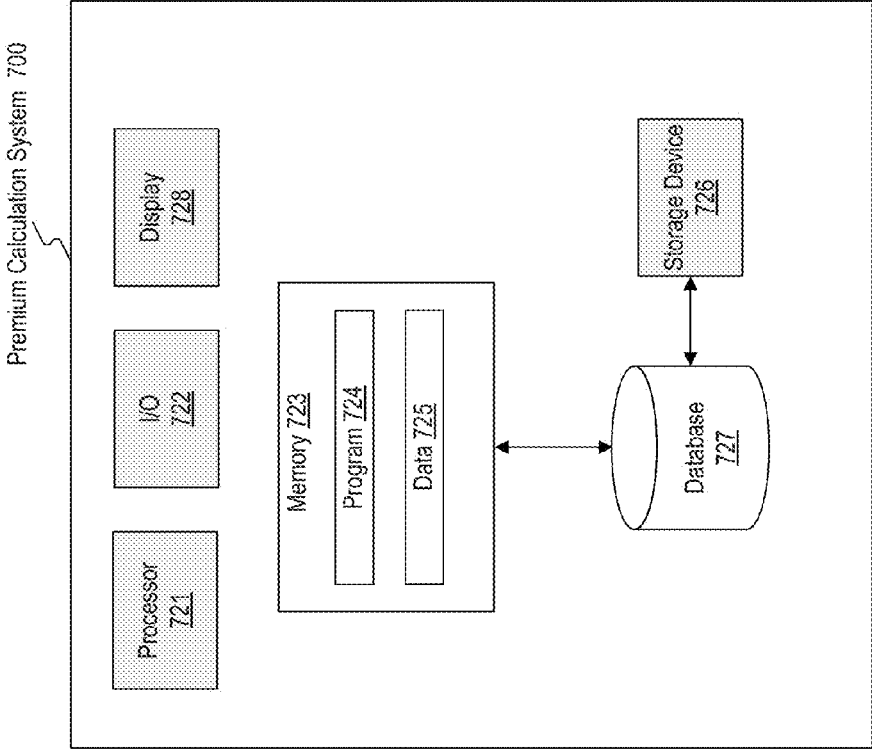 Premium Calculation System 700
Processor
721
I/O
722
Display
728
Memory 723
Program 724
Data 725
Database
727
Storage Device
726